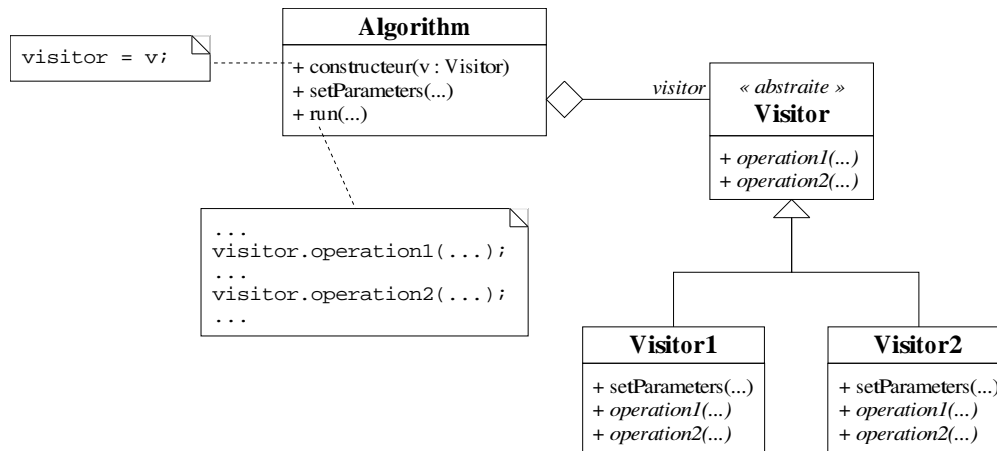 Algorithm
+ constructeur(v : Visitor)
+ setParameters(...)
+ run(...)
visitor = v;
visitor
« abstraite »
Visitor
+ operation1(...)
+ operation2(...)
...
visitor.operation1(...);
...
visitor.operation2(...);
...
Visitor1
+ setParameters(...)
+ operation1(...)
+ operation2(...)
Visitor2
+ setParameters(...)
+ operation1(...)
+ operation2(...)